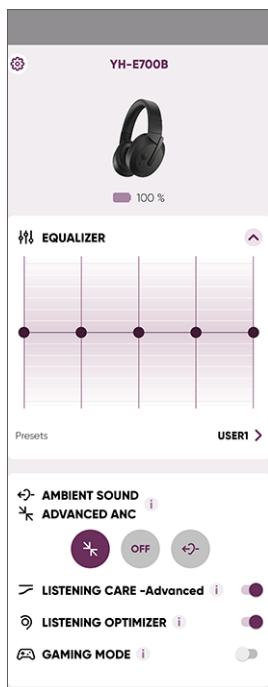 YH-E700B
100 %
EQUALIZER
Presets USER1
AMBIENT SOUND i
ADVANCED ANC
OFF
LISTENING CARE -Advanced i
LISTENING OPTIMIZER i
GAMING MODE i